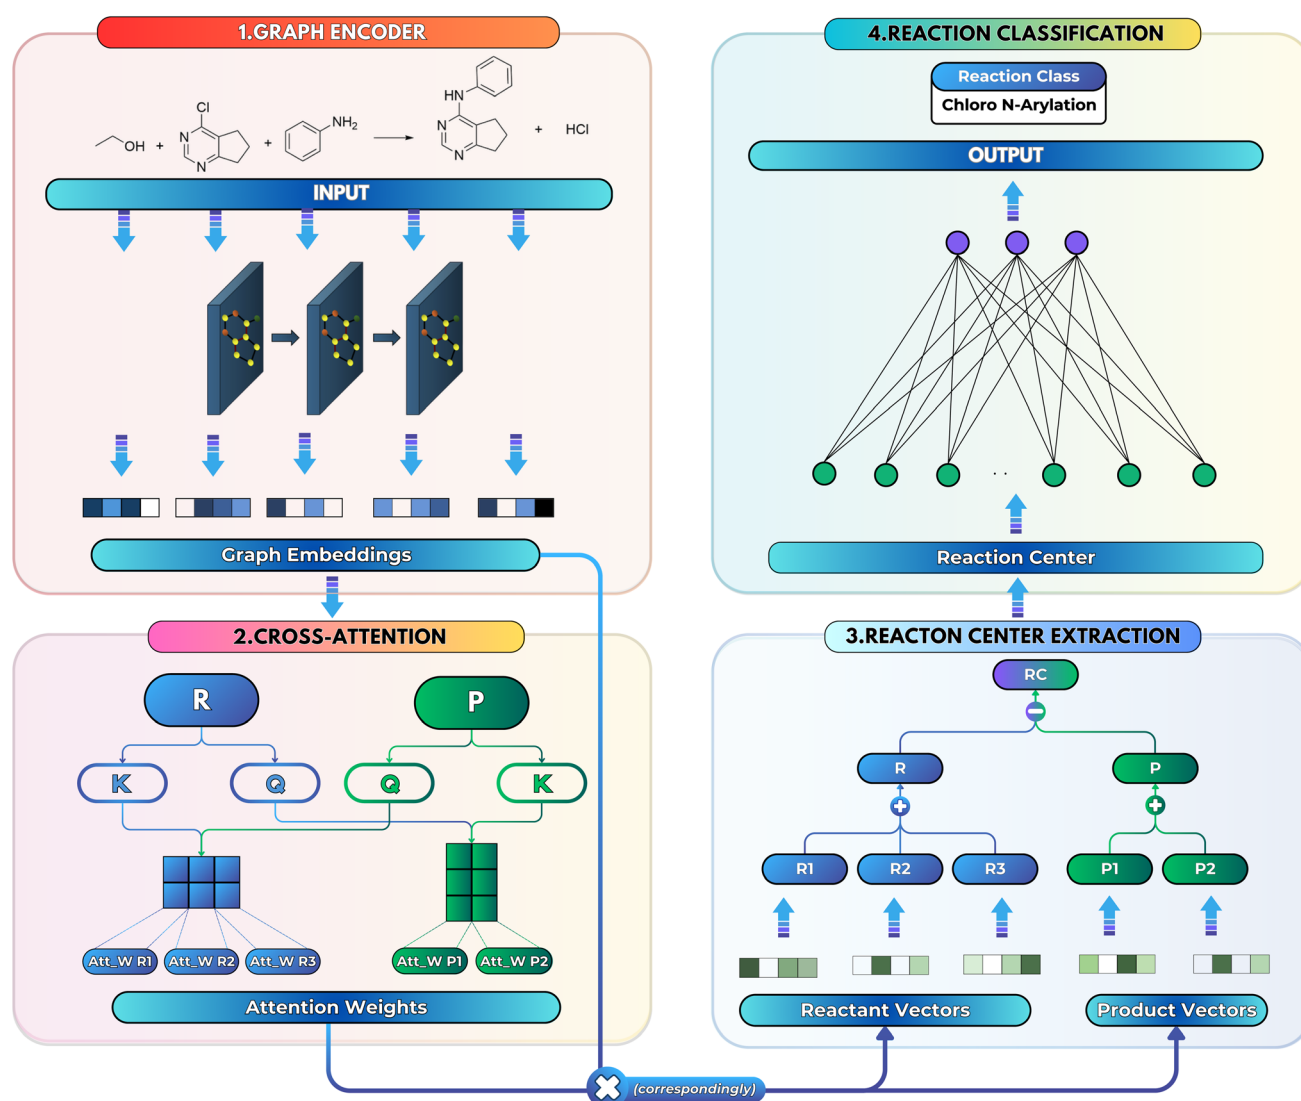 1.GRAPH ENCODER
Cl
N
N
OH
+
+
NH2
HN
N
N
+
HCl
INPUT
Graph Embeddings
2.CROSS-ATTENTION
R
P
K
Q
Q
K
Att_W R1
Att_W R2
Att_W R3
Att_W P1
Att_W P2
Attention Weights
(correspondingly)
3.REACTON CENTER EXTRACTION
RC
R
P
R1
R2
R3
P1
P2
Reactant Vectors
Product Vectors
4.REACTION CLASSIFICATION
Reaction Class
Chloro N-Arylation
OUTPUT
Reaction Center